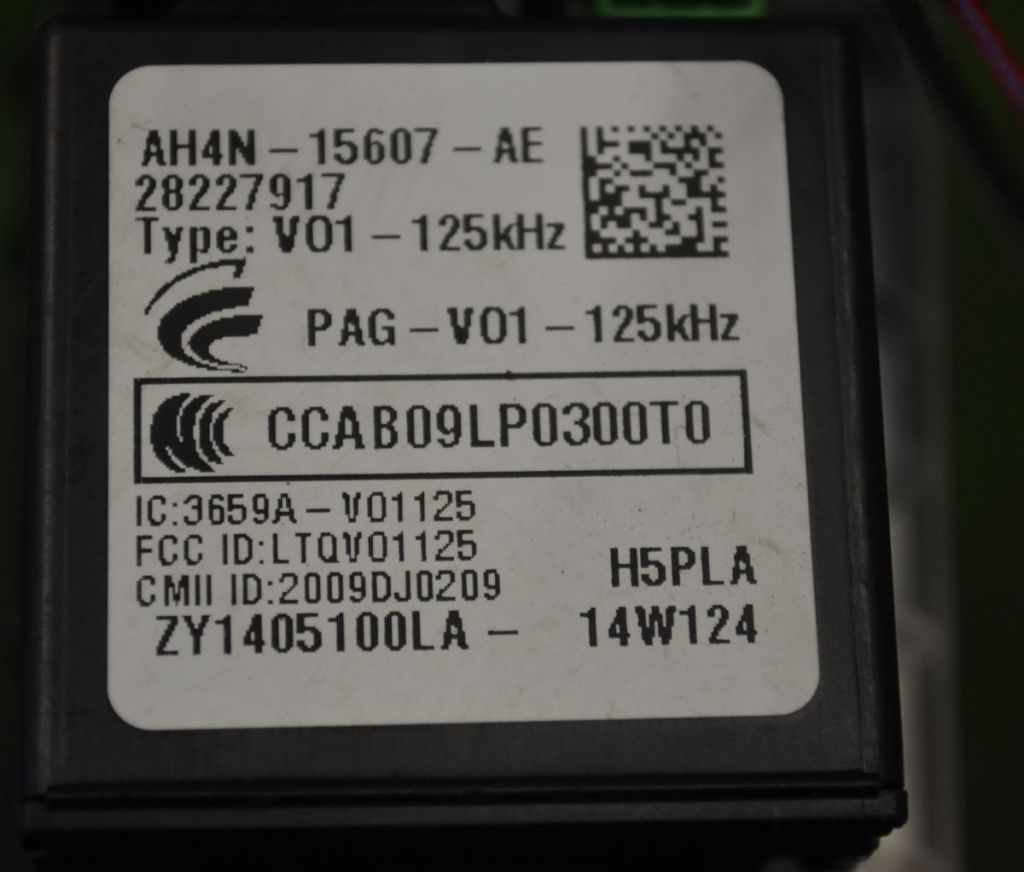 AH4N-15607-AE
28227917
Type: V01-125kHz
PAG-V01-125kHz
CCAB09LP0300T0
IC:3659A-V01125
FCC ID:LTQV01125
CMII ID:2009DJ0209
H5PLA
ZY1405100LA- 14W124